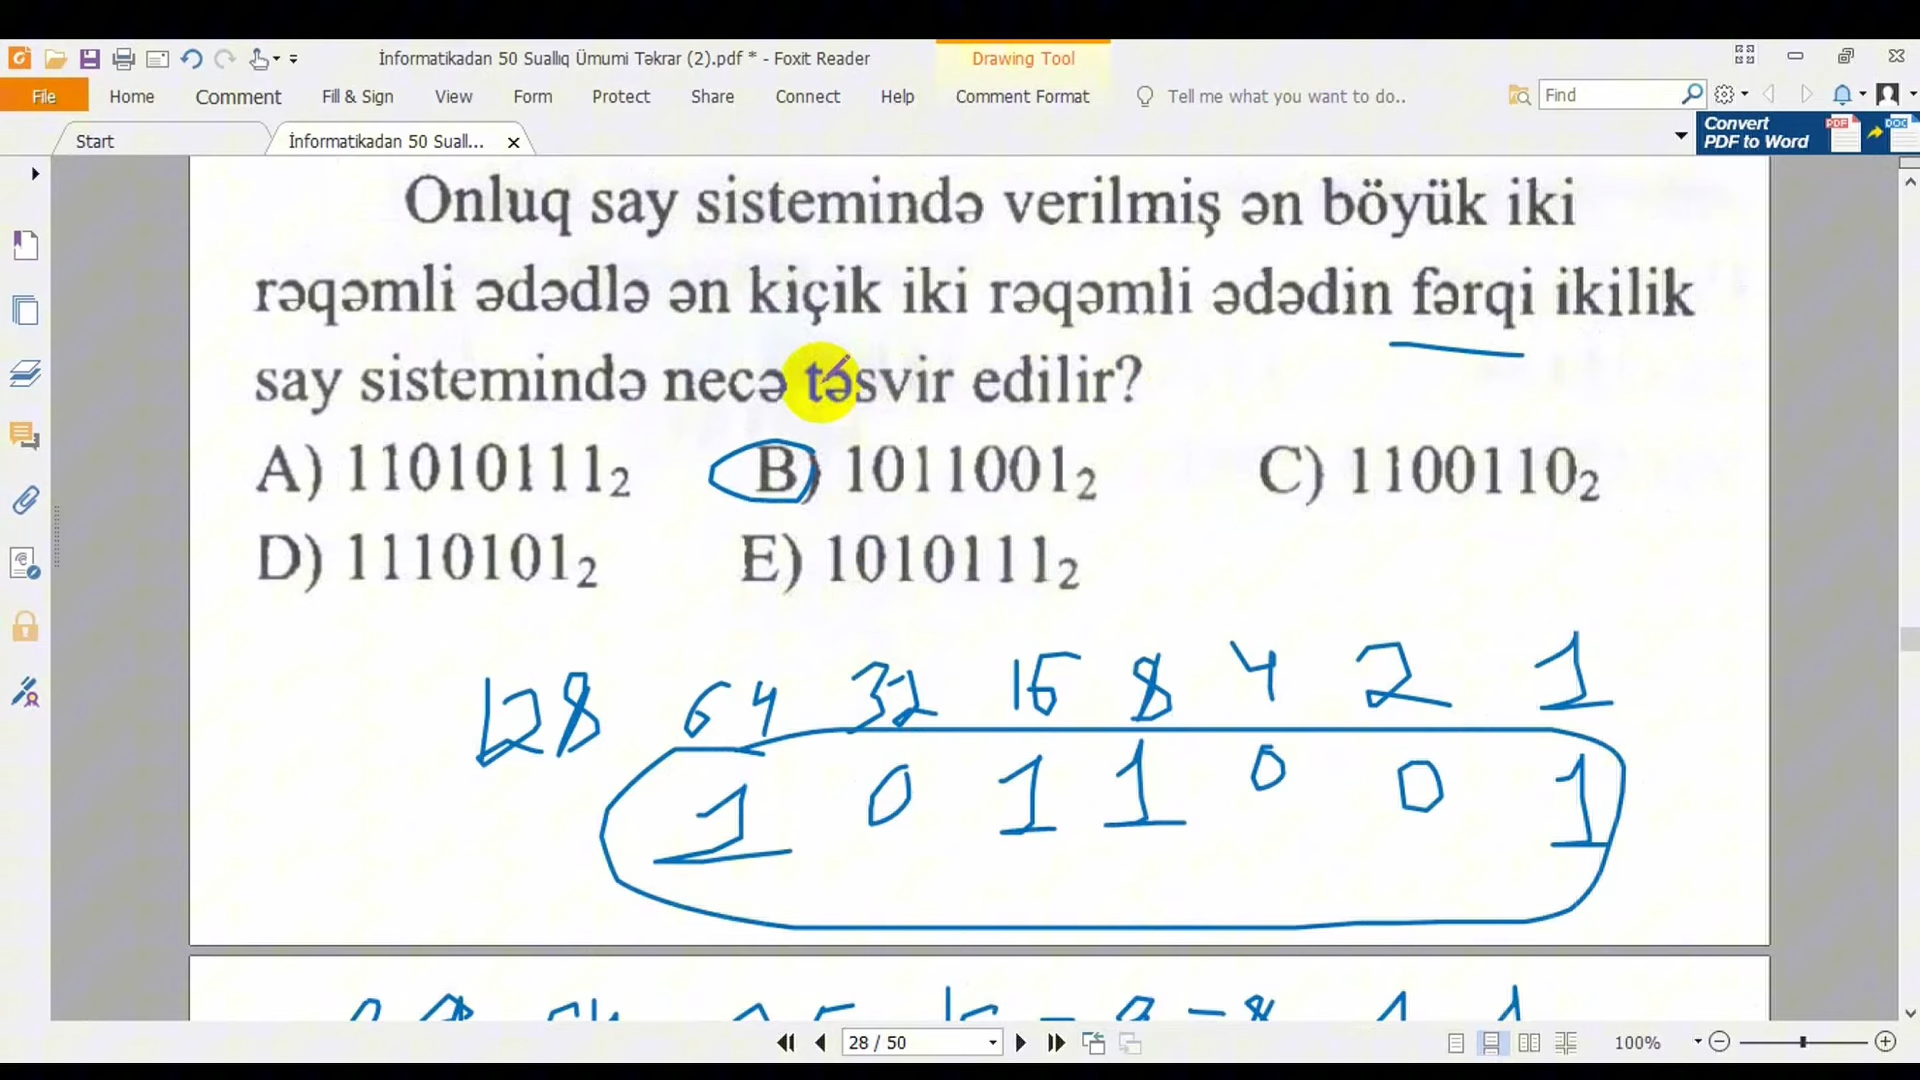 İnformatikadan 50 Suallıq Ümumi Təkrar (2).pdf * - Foxit Reader
Drawing Tool
File Home Comment Fill & Sign View Form Protect Share Connect Help Comment Format Tell me what you want to do.. Find
Start İnformatikadan 50 Suall...
Convert
PDF to Word
PDF DOC
Onluq say sistemində verilmiş ən böyük iki
rəqəmli ədədlə ən kiçik iki rəqəmli ədədin fərqi ikilik
say sistemində necə təsvir edilir?
A) 11010111₂ B) 1011001₂ C) 1100110₂
D) 1110101₂ E) 1010111₂
128 64 32 16 8 4 2 1
1 0 1 1 0 0 1
28 / 50
100%